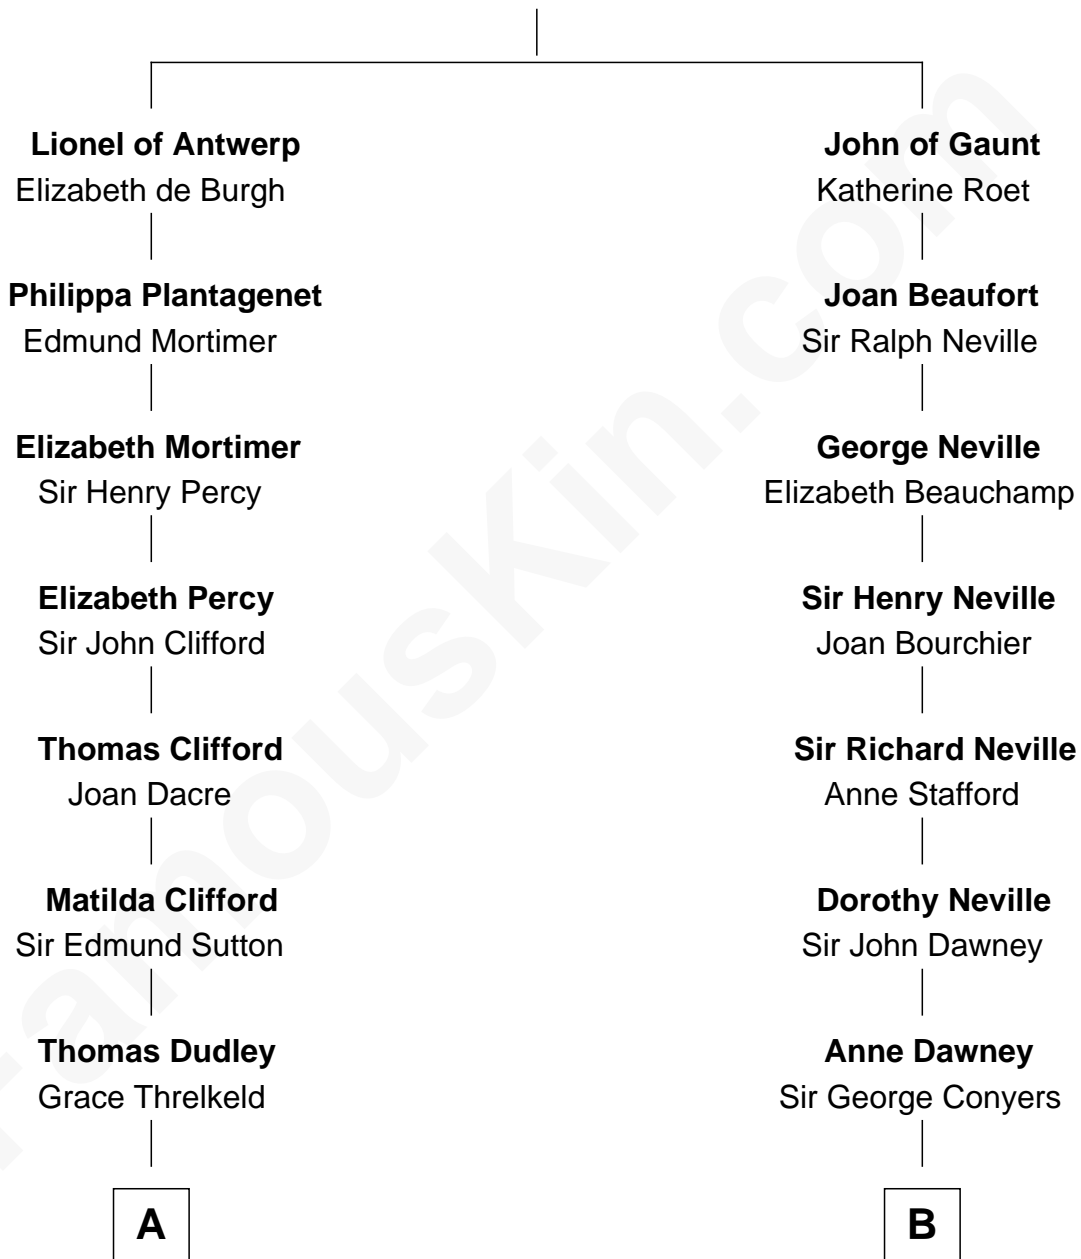 Lionel of Antwerp
Elizabeth de Burgh
Philippa Plantagenet
Edmund Mortimer
Elizabeth Mortimer
Sir Henry Percy
Elizabeth Percy
Sir John Clifford
Thomas Clifford
Joan Dacre
Matilda Clifford
Sir Edmund Sutton
Thomas Dudley
Grace Threlkeld
A
John of Gaunt
Katherine Roet
Joan Beaufort
Sir Ralph Neville
George Neville
Elizabeth Beauchamp
Sir Henry Neville
Joan Bourchier
Sir Richard Neville
Anne Stafford
Dorothy Neville
Sir John Dawney
Anne Dawney
Sir George Conyers
B
FamousKin.com